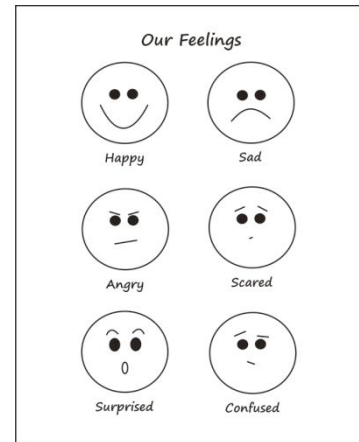 Our Feelings
Happy
Sad
Angry
Scared
Surprised
Confused